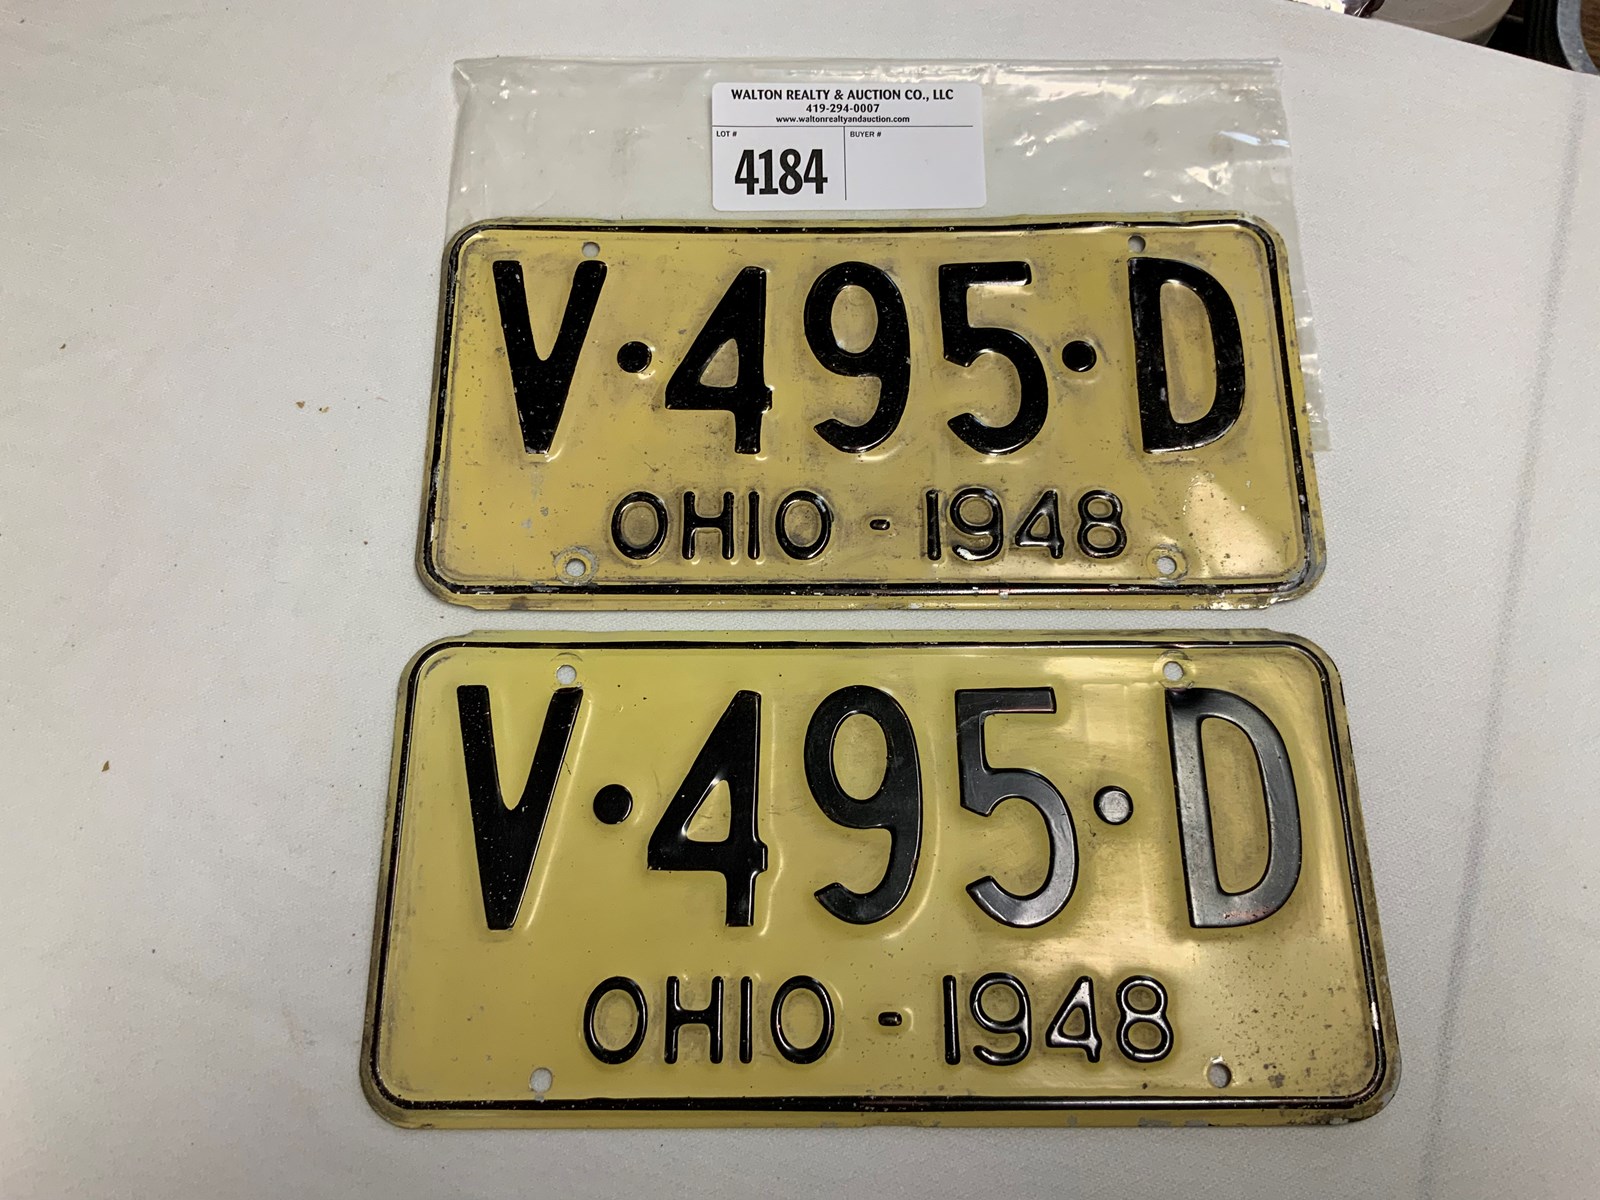 WALTON REALTY & AUCTION CO., LLC
419-294-0007
www.waltonrealtyandauction.com
LOT # BUYER #
4184
V·495·D
OHIO - 1948
V·495·D
OHIO - 1948